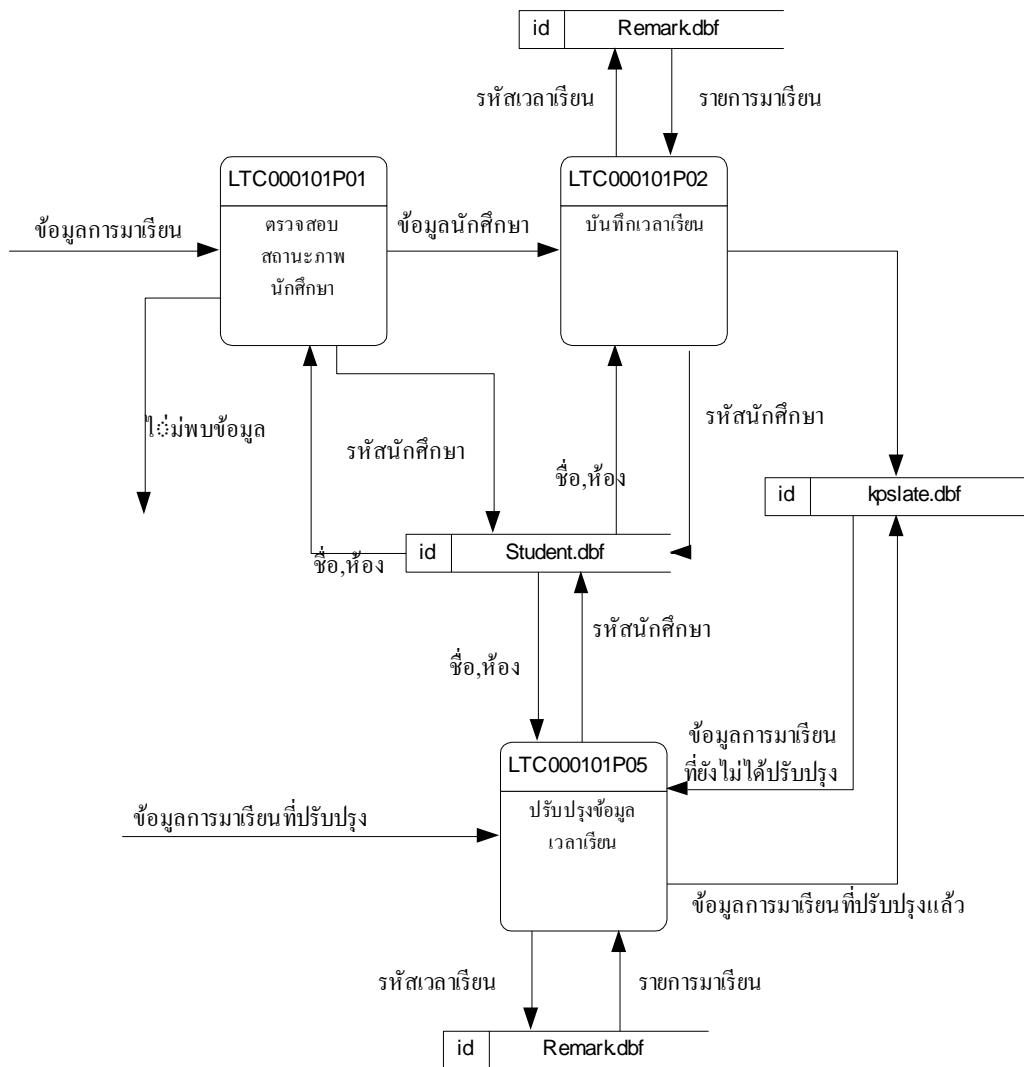 id Remark.dbf
รหัสเวลาเรียน
รายการมาเรียน
LTC000101P01
LTC000101P02
ข้อมูลการมาเรียน
ตรวจสอบ
สถานะภาพ
นักศึกษา
ข้อมูลนักศึกษา
บันทึกเวลาเรียน
ไ่ม่พบข้อมูล
รหัสนักศึกษา
ชื่อ,ห้อง
รหัสนักศึกษา
id kpslate.dbf
ชื่อ,ห้อง
id Student.dbf
รหัสนักศึกษา
ชื่อ,ห้อง
ข้อมูลการมาเรียน
ที่ยังไม่ได้ปรับปรุง
LTC000101P05
ข้อมูลการมาเรียนที่ปรับปรุง
ปรับปรุงข้อมูล
เวลาเรียน
ข้อมูลการมาเรียนที่ปรับปรุงแล้ว
รหัสเวลาเรียน
รายการมาเรียน
id Remark.dbf